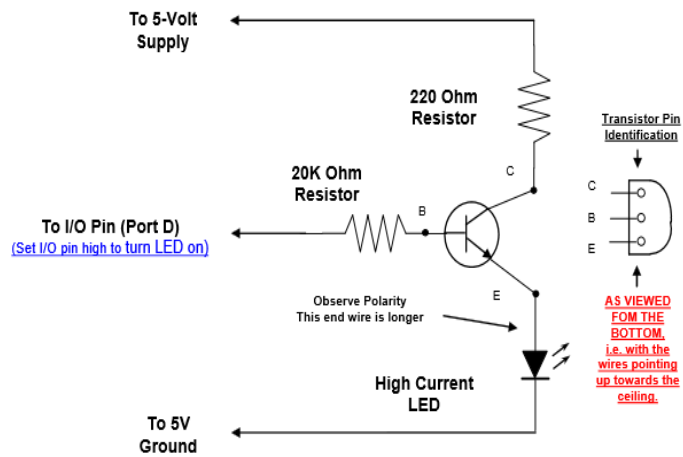 To 5-Volt
Supply
220 Ohm
Resistor
Transistor Pin
Identification
C
C
20K Ohm
Resistor
B
B
To I/O Pin (Port D)
(Set I/O pin high to turn LED on)
E
E
Observe Polarity
This end wire is longer
AS VIEWED
FOM THE
BOTTOM,
i.e. with the
wires pointing
up towards the
ceiling.
High Current
LED
To 5V
Ground